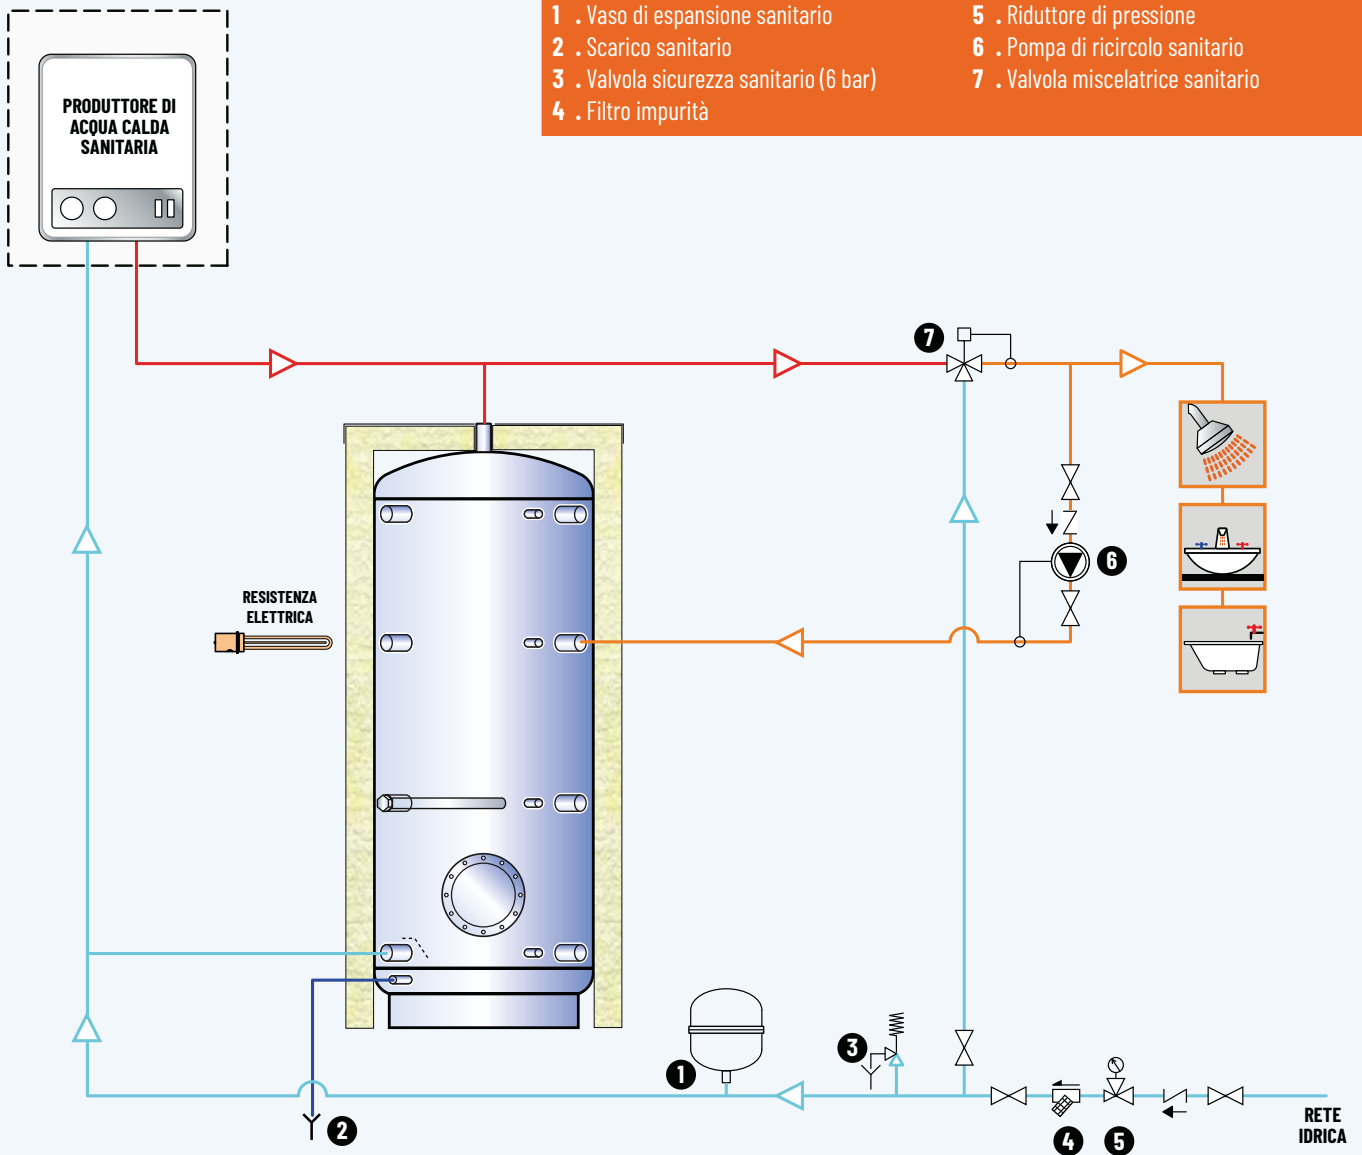 1 . Vaso di espansione sanitario
2 . Scarico sanitario
3 . Valvola sicurezza sanitario (6 bar)
4 . Filtro impurità
5 . Riduttore di pressione
6 . Pompa di ricircolo sanitario
7 . Valvola miscelatrice sanitario
PRODUTTORE DI
ACQUA CALDA
SANITARIA
7
6
RESISTENZA
ELETTRICA
3
1
2
4
5
RETE
IDRICA